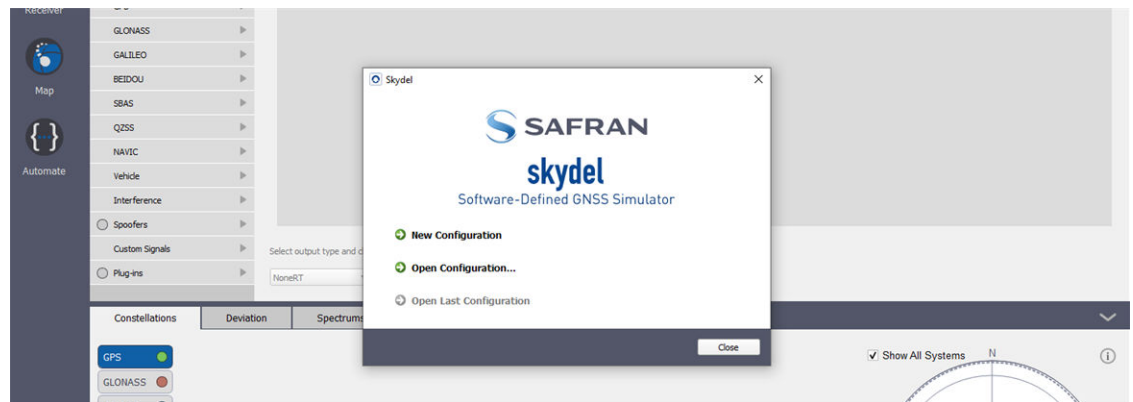 Receiver
GLONASS
GALILEO
BEIDOU
Map
SBAS
QZSS
NAVIC
Automate
Vehicle
Interference
Spoofers
Custom Signals
Plug-ins
Select output type and c
NoneRT
Skydel
SAFRAN
skydel
Software-Defined GNSS Simulator
New Configuration
Open Configuration...
Open Last Configuration
Close
Constellations
Deviation
Spectrums
GPS
GLONASS
Show All Systems
N